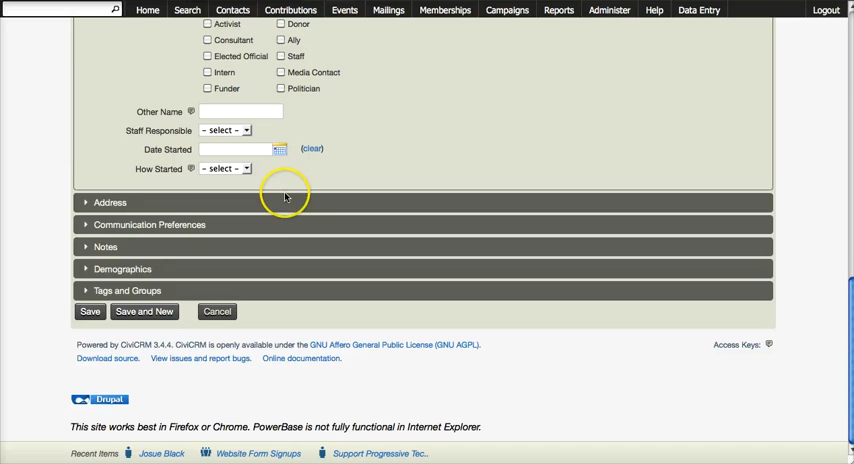 Home Search Contacts Contributions Events Mailings Memberships Campaigns Reports Administer Help Data Entry Logout
Activist Donor
Consultant Ally
Elected Official Staff
Intern Media Contact
Funder Politician
Other Name
Staff Responsible - select -
Date Started (clear)
How Started - select -
Address
Communication Preferences
Notes
Demographics
Tags and Groups
Save Save and New Cancel
Powered by CiviCRM 3.4.4. CiviCRM is openly available under the GNU Affero General Public License (GNU AGPL). Access Keys:
Download source. View issues and report bugs. Online documentation.
Drupal
This site works best in Firefox or Chrome. PowerBase is not fully functional in Internet Explorer.
Recent Items Josue Black Website Form Signups Support Progressive Tec..